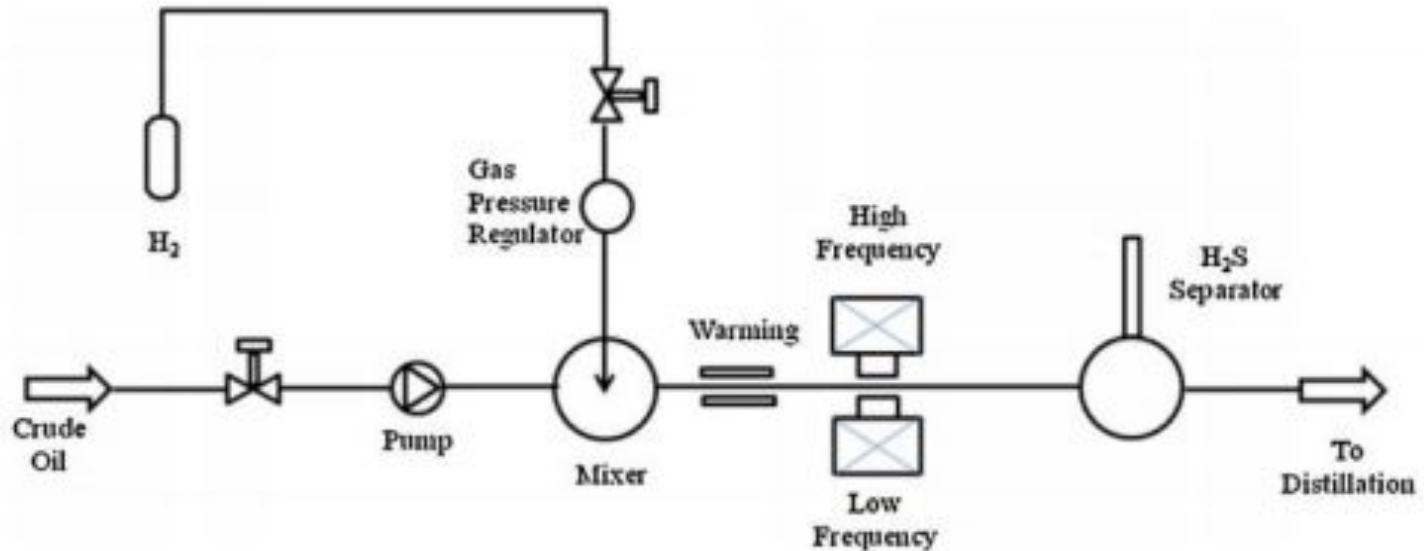 H₂
Gas
Pressure
Regulator
High
Frequency
H₂S
Separator
Warming
Crude
Oil
Pump
Mixer
Low
Frequency
To
Distillation